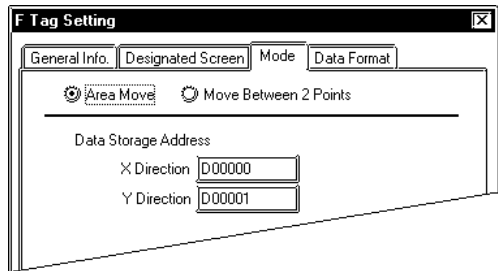 F Tag Setting
General Info. Designated Screen Mode Data Format
Area Move Move Between 2 Points
Data Storage Address
X Direction D00000
Y Direction D00001